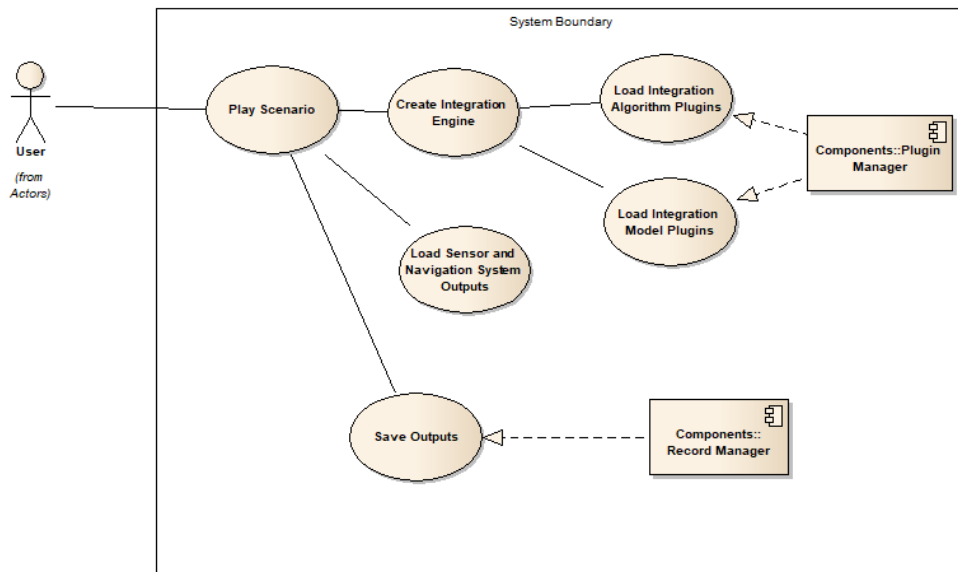 System Boundary
User
(from
Actors)
Play Scenario
Create Integration
Engine
Load Integration
Algorithm Plugins
Components::Plugin
Manager
Load Integration
Model Plugins
Load Sensor and
Navigation System
Outputs
Save Outputs
Components::
Record Manager